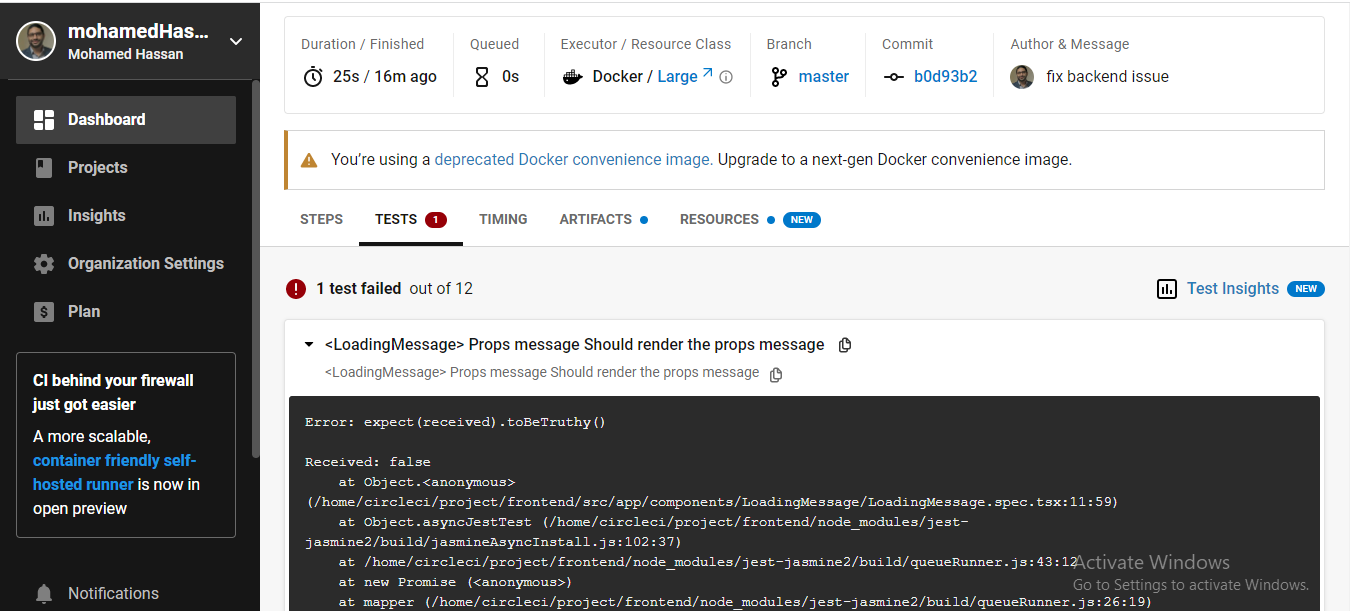 mohamedHas...
Mohamed Hassan
Dashboard
Projects
Insights
Organization Settings
Plan
CI behind your firewall
just got easier
A more scalable,
container friendly self-
hosted runner is now in
open preview
Notifications
Duration / Finished
25s / 16m ago
Queued
0s
Executor / Resource Class
Docker / Large
Branch
master
Commit
b0d93b2
Author & Message
fix backend issue
You're using a deprecated Docker convenience image. Upgrade to a next-gen Docker convenience image.
STEPS TESTS 1 TIMING ARTIFACTS RESOURCES NEW
1 test failed out of 12
Test Insights NEW
<LoadingMessage> Props message Should render the props message
<LoadingMessage> Props message Should render the props message
Error: expect(received).toBeTruthy()
Received: false
at Object.<anonymous>
(/home/circleci/project/frontend/src/app/components/LoadingMessage/LoadingMessage.spec.tsx:11:59)
at Object.asyncJestTest (/home/circleci/project/frontend/node_modules/jest-
jasmine2/build/jasmineAsyncInstall.js:102:37)
at /home/circleci/project/frontend/node_modules/jest-jasmine2/build/queueRunner.js:43:12
at new Promise (<anonymous>)
at mapper (/home/circleci/project/frontend/node_modules/jest-jasmine2/build/queueRunner.js:26:19)
Activate Windows
Go to Settings to activate Windows.